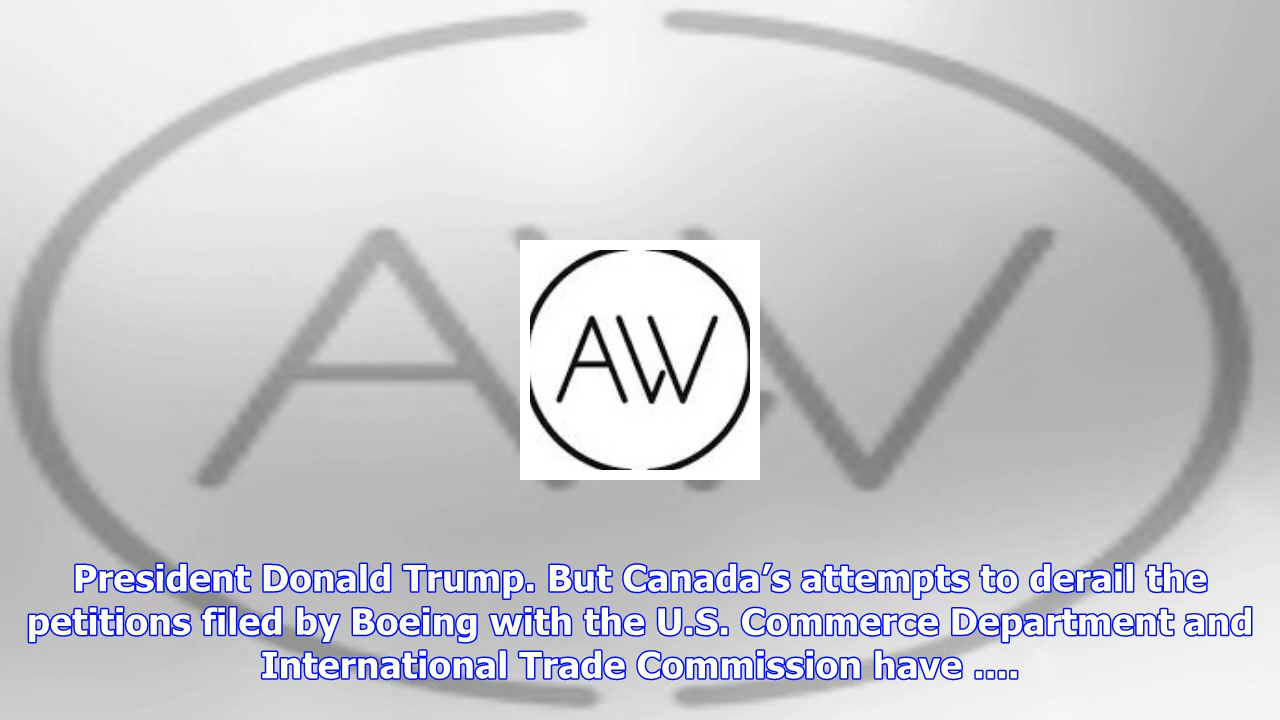 AW
AW
President Donald Trump. But Canada’s attempts to derail the
petitions filed by Boeing with the U.S. Commerce Department and
International Trade Commission have ....